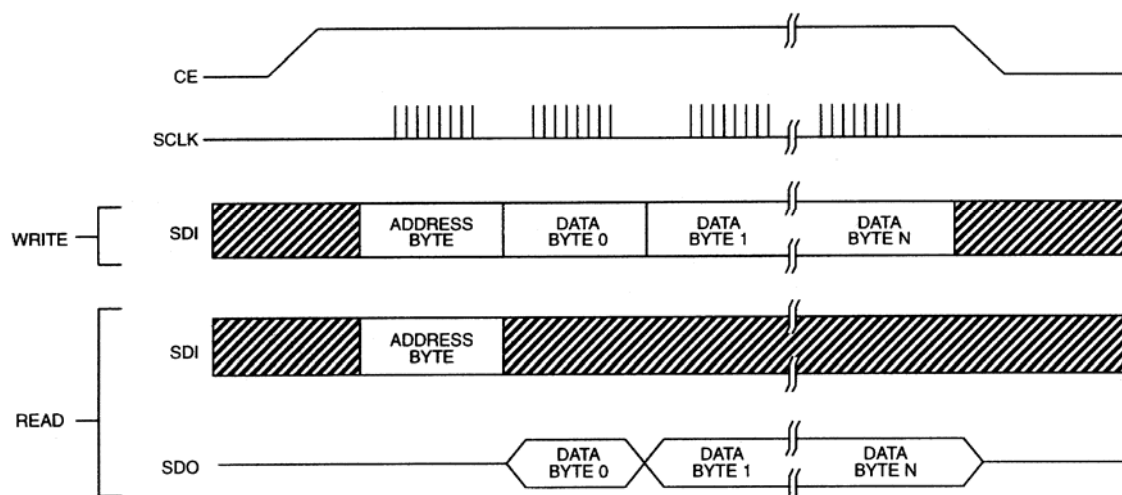 CE
SCLK
WRITE
SDI
ADDRESS
BYTE
DATA
BYTE 0
DATA
BYTE 1
DATA
BYTE N
READ
SDI
ADDRESS
BYTE
SDO
DATA
BYTE 0
DATA
BYTE 1
DATA
BYTE N